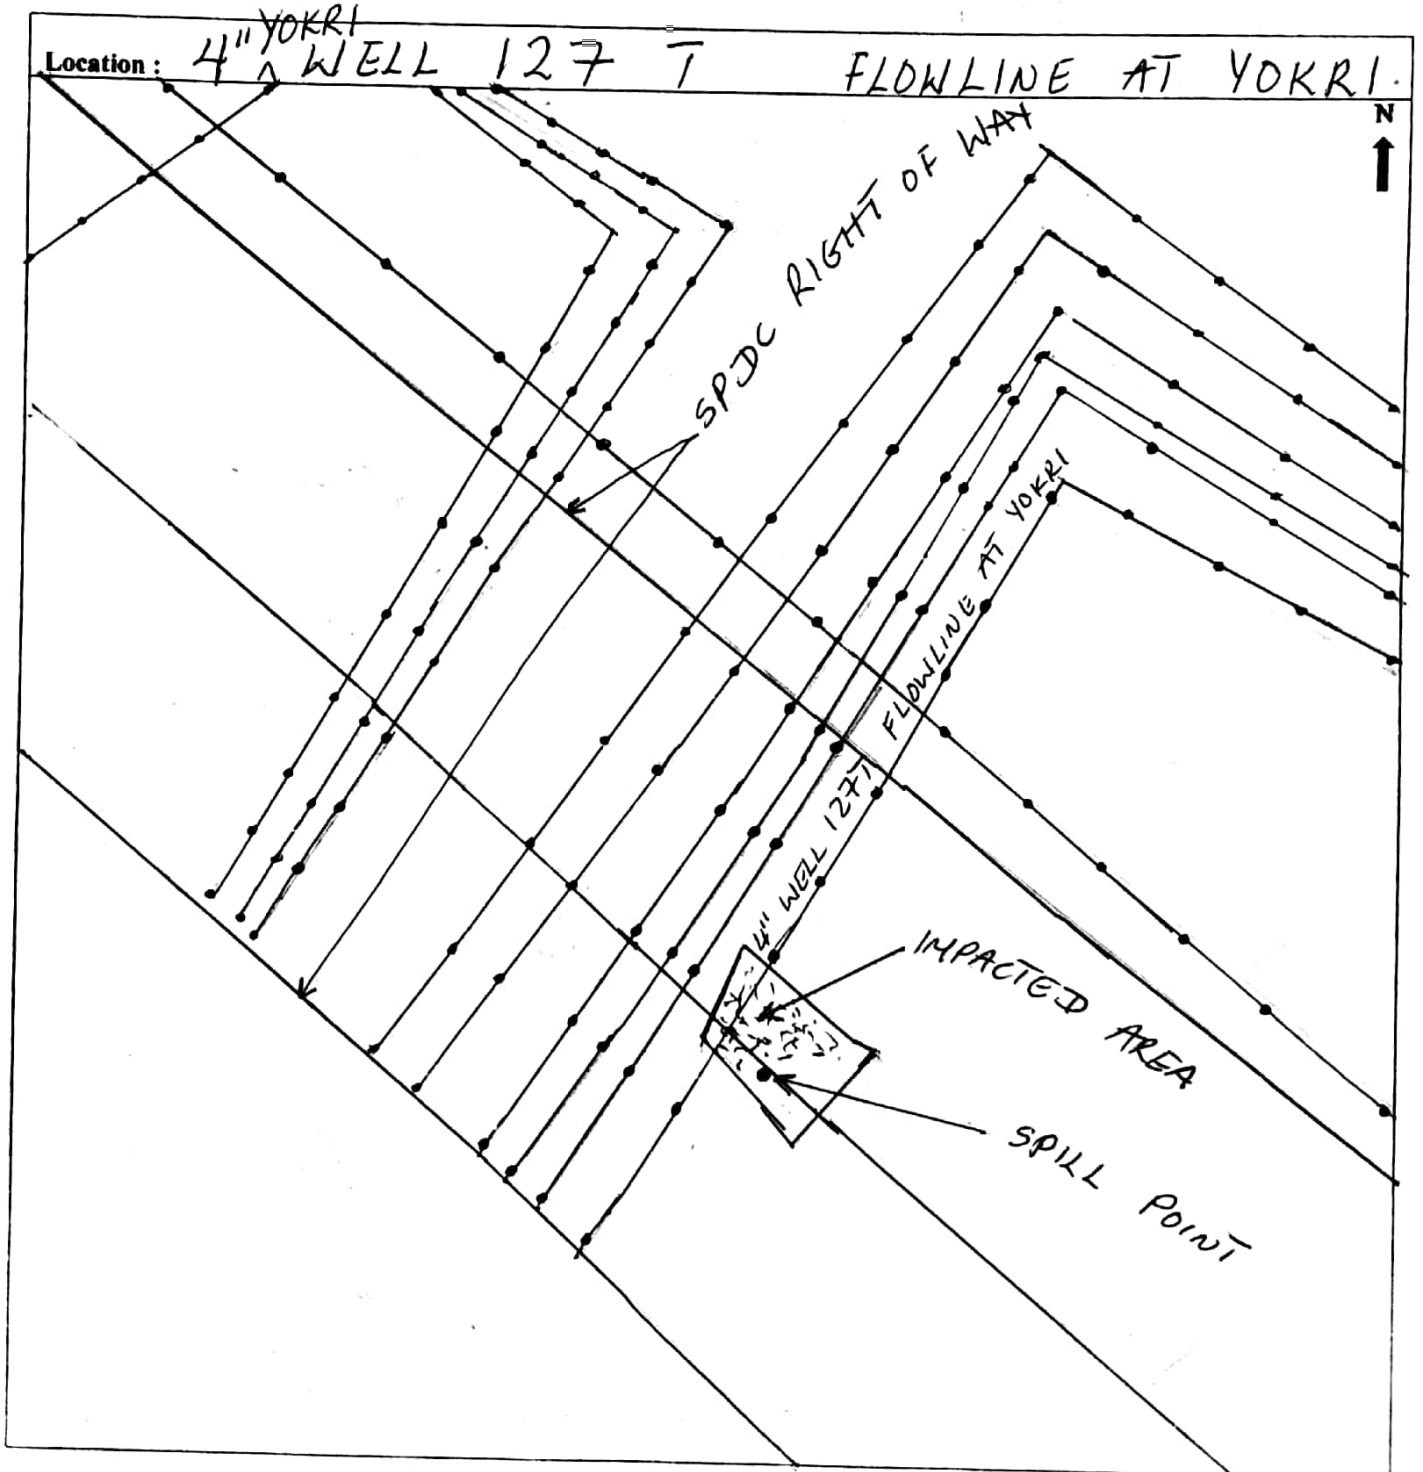 Location : 4" YOKRI WELL 127 T FLOWLINE AT YOKRI.
N
SPDC RIGHT OF WAY
4" WELL 127T FLOWLINE AT YOKRI
IMPACTED AREA
SPILL POINT